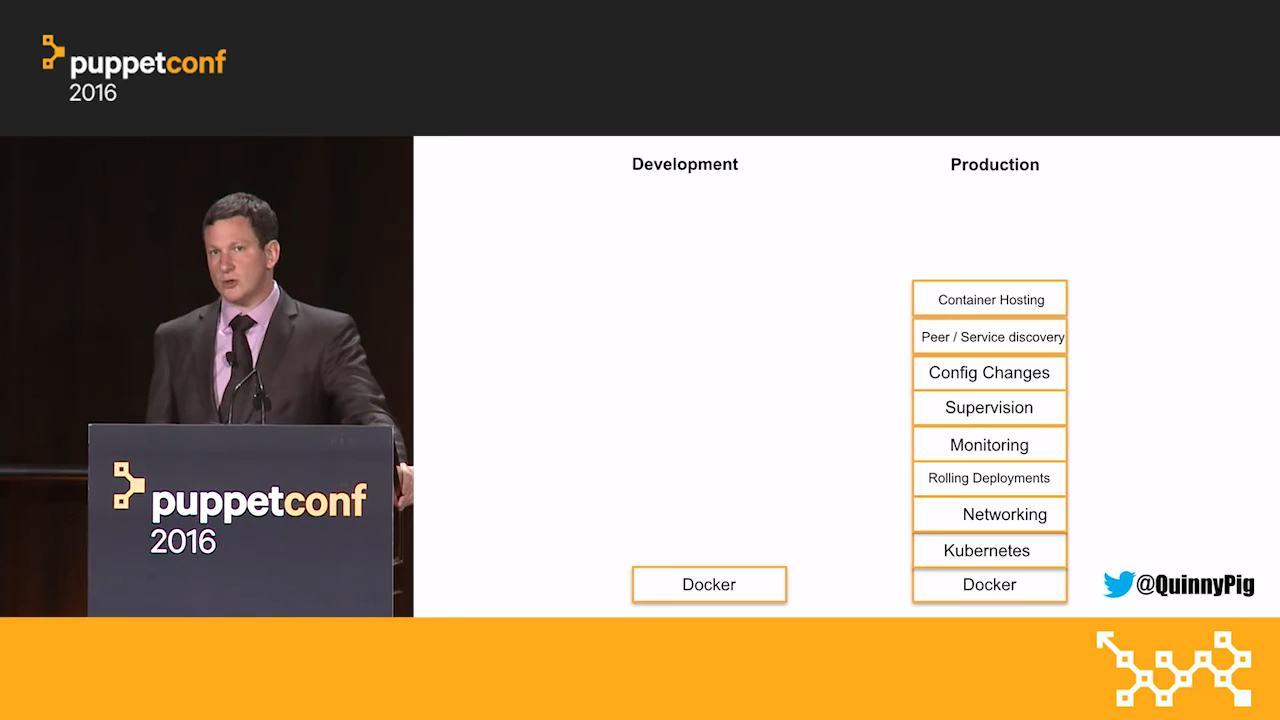 puppetconf
2016
Development
Production
Container Hosting
Peer / Service discovery
Config Changes
Supervision
Monitoring
Rolling Deployments
Networking
Kubernetes
Docker
Docker
@QuinnyPig
puppetconf
2016